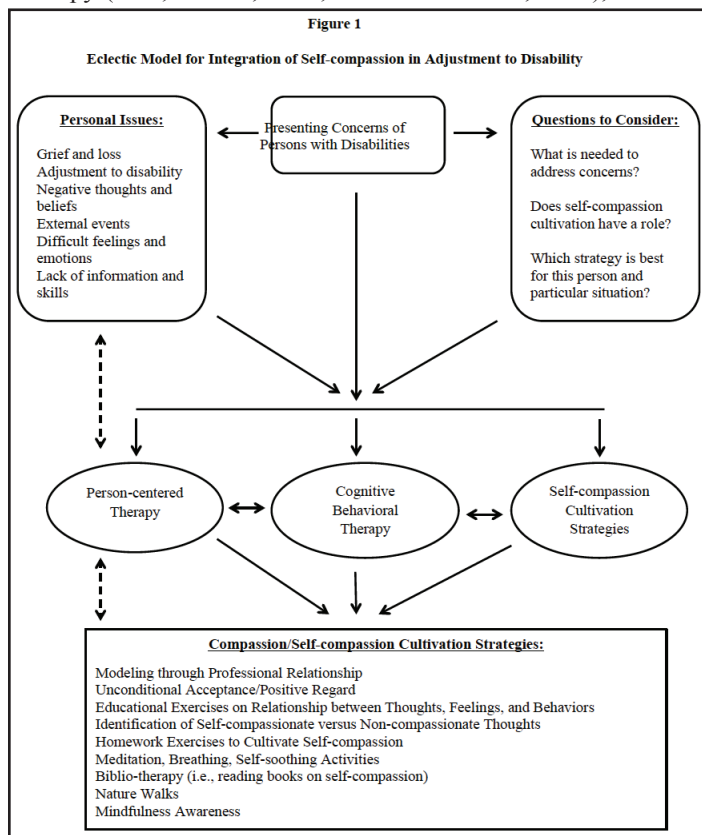 Figure 1
Eclectic Model for Integration of Self-compassion in Adjustment to Disability
Personal Issues:
Grief and loss
Adjustment to disability
Negative thoughts and
beliefs
External events
Difficult feelings and
emotions
Lack of information and
skills
Presenting Concerns of
Persons with Disabilities
Questions to Consider:
What is needed to
address concerns?
Does self-compassion
cultivation have a role?
Which strategy is best
for this person and
particular situation?
Person-centered
Therapy
Cognitive
Behavioral
Therapy
Self-compassion
Cultivation
Strategies
Compassion/Self-compassion Cultivation Strategies:
Modeling through Professional Relationship
Unconditional Acceptance/Positive Regard
Educational Exercises on Relationship between Thoughts, Feelings, and Behaviors
Identification of Self-compassionate versus Non-compassionate Thoughts
Homework Exercises to Cultivate Self-compassion
Meditation, Breathing, Self-soothing Activities
Biblio-therapy (i.e., reading books on self-compassion)
Nature Walks
Mindfulness Awareness